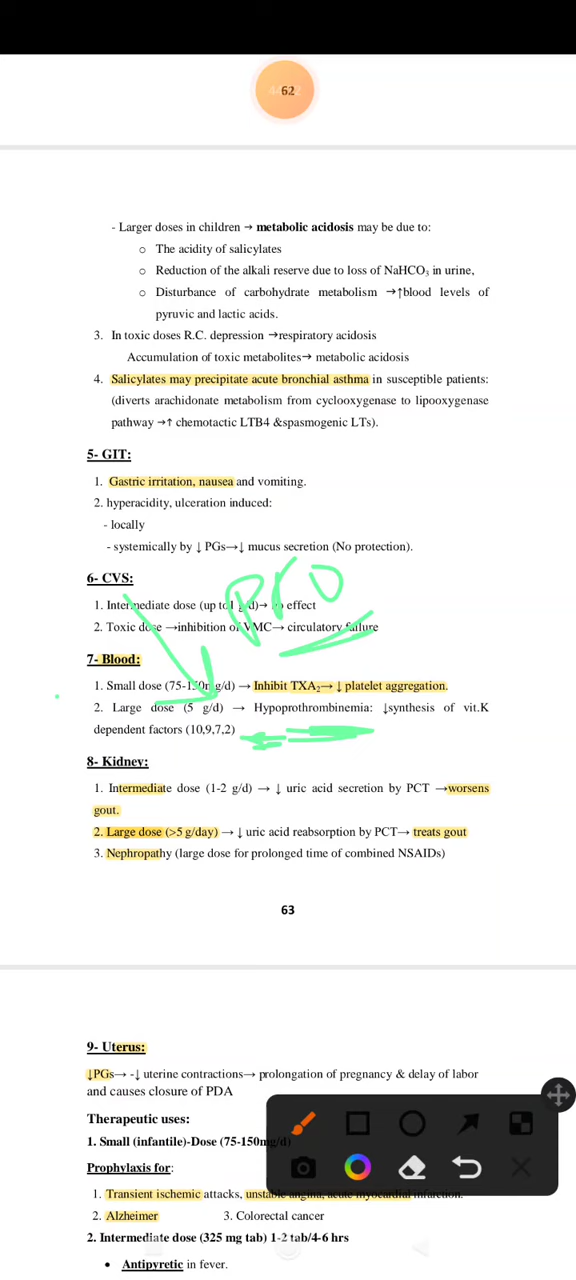 62
- Larger doses in children → metabolic acidosis may be due to:
o The acidity of salicylates
o Reduction of the alkali reserve due to loss of NaHCO3 in urine,
o Disturbance of carbohydrate metabolism →↑blood levels of
pyruvic and lactic acids.
3. In toxic doses R.C. depression →respiratory acidosis
Accumulation of toxic metabolites→ metabolic acidosis
4. Salicylates may precipitate acute bronchial asthma in susceptible patients:
(diverts arachidonate metabolism from cyclooxygenase to lipooxygenase
pathway →↑ chemotactic LTB4 &spasmogenic LTs).
5- GIT:
1. Gastric irritation, nausea and vomiting.
2. hyperacidity, ulceration induced:
- locally
- systemically by ↓ PGs→↓ mucus secretion (No protection).
pro
6- CVS:
1. Intermediate dose (up to 1 g/d)→ effect
2. Toxic dose →inhibition of VMC→ circulatory failure
7- Blood:
1. Small dose (75-150 g/d) → Inhibit TXA2→ ↓ platelet aggregation.
2. Large dose (5 g/d) → Hypoprothrombinemia: ↓synthesis of vit.K
dependent factors (10,9,7,2)
8- Kidney:
1. Intermediate dose (1-2 g/d) → ↓ uric acid secretion by PCT →worsens
gout.
2. Large dose (>5 g/day) → ↓ uric acid reabsorption by PCT→ treats gout
3. Nephropathy (large dose for prolonged time of combined NSAIDs)
63
9- Uterus:
↓PGs→ -↓ uterine contractions→ prolongation of pregnancy & delay of labor
and causes closure of PDA
Therapeutic uses:
1. Small (infantile)-Dose (75-150mg/d)
Prophylaxis for:
1. Transient ischemic attacks, unstable angina, acute myocardial infarction.
2. Alzheimer 3. Colorectal cancer
2. Intermediate dose (325 mg tab) 1-2 tab/4-6 hrs
• Antipyretic in fever.